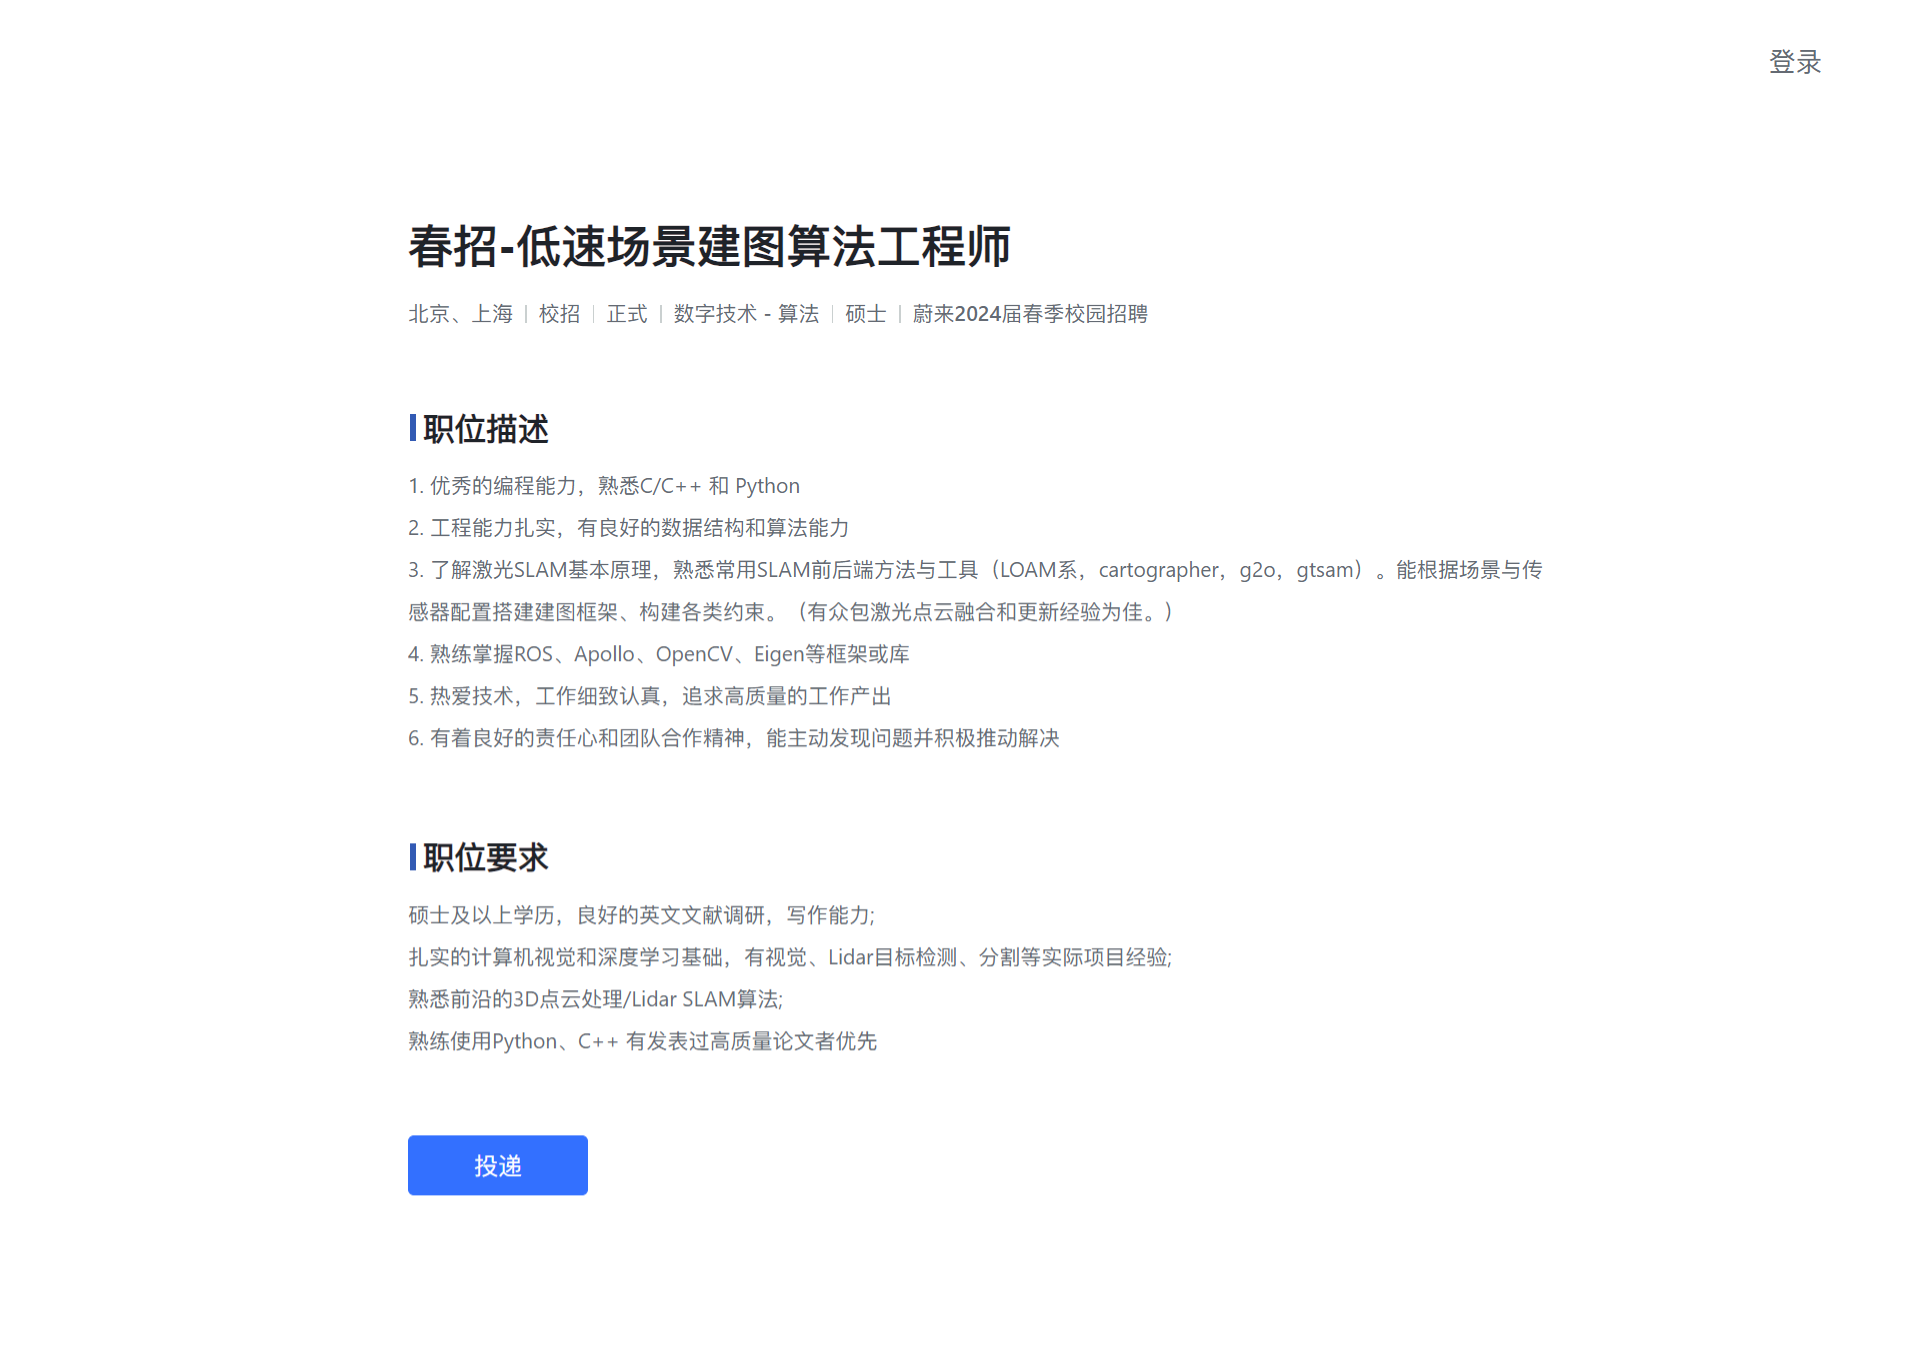 登录
春招-低速场景建图算法工程师
北京、上海 | 校招 | 正式 | 数字技术 - 算法 | 硕士 | 蔚来2024届春季校园招聘
职位描述
1. 优秀的编程能力，熟悉C/C++ 和 Python
2. 工程能力扎实，有良好的数据结构和算法能力
3. 了解激光SLAM基本原理，熟悉常用SLAM前后端方法与工具（LOAM系，cartographer，g2o，gtsam）。能根据场景与传
感器配置搭建建图框架、构建各类约束。（有众包激光点云融合和更新经验为佳。）
4. 熟练掌握ROS、Apollo、OpenCV、Eigen等框架或库
5. 热爱技术，工作细致认真，追求高质量的工作产出
6. 有着良好的责任心和团队合作精神，能主动发现问题并积极推动解决
职位要求
硕士及以上学历，良好的英文文献调研，写作能力;
扎实的计算机视觉和深度学习基础，有视觉、Lidar目标检测、分割等实际项目经验;
熟悉前沿的3D点云处理/Lidar SLAM算法;
熟练使用Python、C++ 有发表过高质量论文者优先
投递